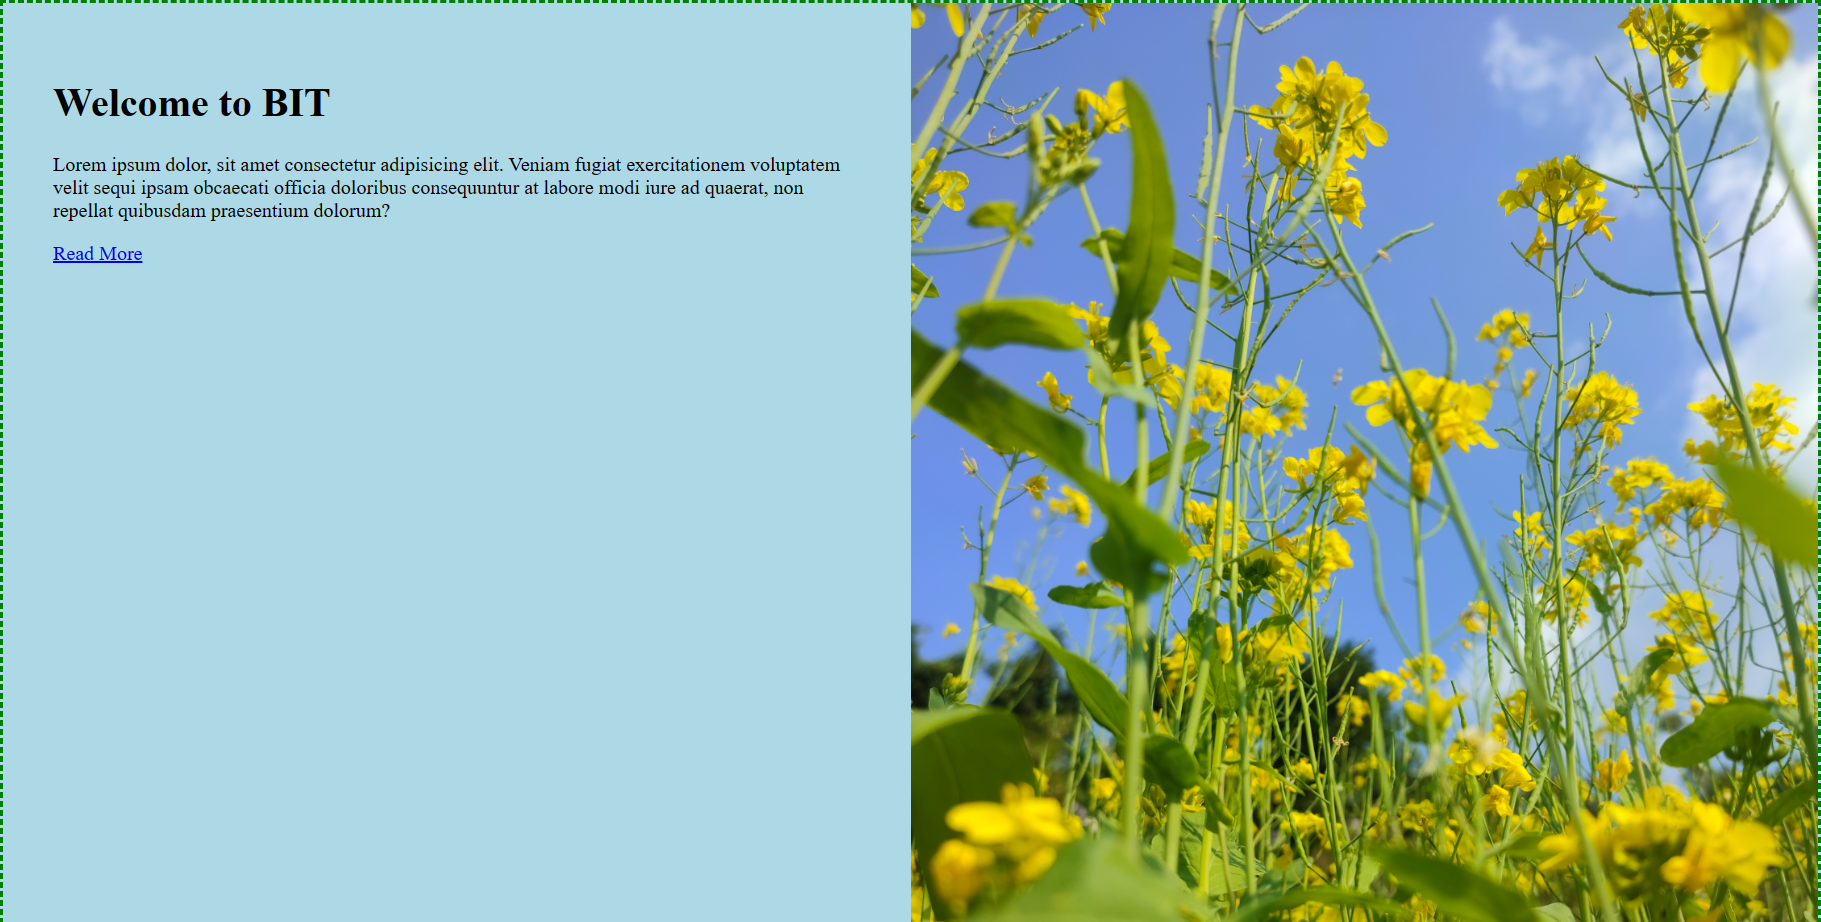 Welcome to BIT
Lorem ipsum dolor, sit amet consectetur adipisicing elit. Veniam fugiat exercitationem voluptatem
velit sequi ipsam obcaecati officia doloribus consequuntur at labore modi iure ad quaerat, non
repellat quibusdam praesentium dolorum?
Read More